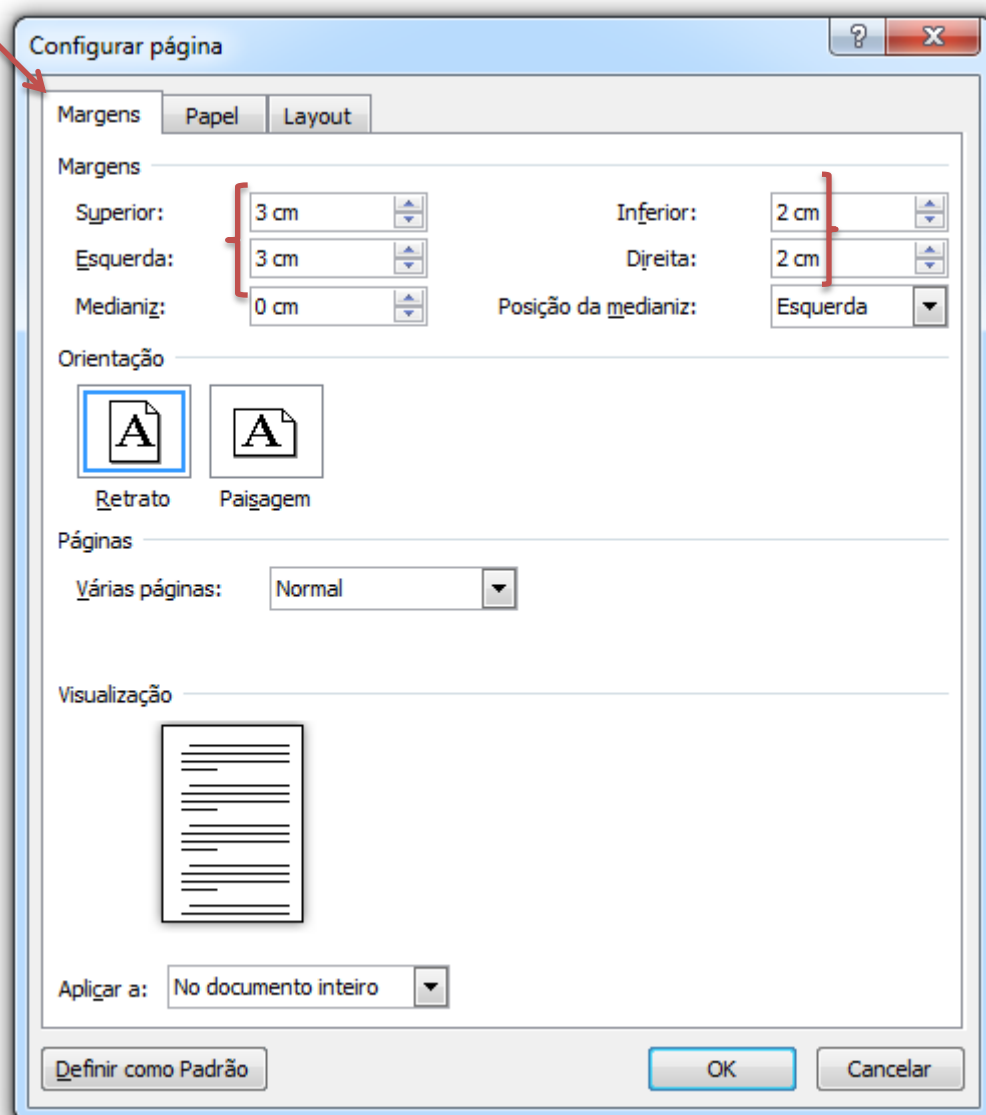 Configurar página
Margens Papel Layout
Margens
Superior: 3 cm Inferior: 2 cm
Esquerda: 3 cm Direita: 2 cm
Medianiz: 0 cm Posição da medianiz: Esquerda
Orientação
A A
Retrato Paisagem
Páginas
Várias páginas: Normal
Visualização
Aplicar a: No documento inteiro
Definir como Padrão OK Cancelar